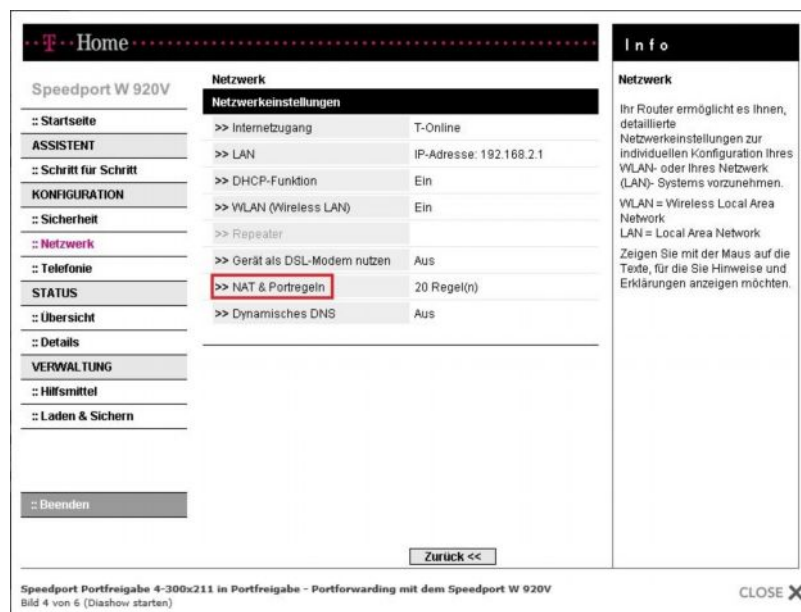 T Home
Info
Speedport W 920V
:: Startseite
ASSISTENT
:: Schritt für Schritt
KONFIGURATION
:: Sicherheit
:: Netzwerk
:: Telefonie
STATUS
:: Übersicht
:: Details
VERWALTUNG
:: Hilfsmittel
:: Laden & Sichern
:: Beenden
Netzwerk
Netzwerkeinstellungen
>> Internetzugang T-Online
>> LAN IP-Adresse: 192.168.2.1
>> DHCP-Funktion Ein
>> WLAN (Wireless LAN) Ein
>> Repeater
>> Gerät als DSL-Modem nutzen Aus
>> NAT & Portregeln 20 Regel(n)
>> Dynamisches DNS Aus
Zurück <<
Netzwerk
Ihr Router ermöglicht es Ihnen,
detaillierte
Netzwerkeinstellungen zur
individuellen Konfiguration Ihres
WLAN- oder Ihres Netzwerk
(LAN)- Systems vorzunehmen.
WLAN = Wireless Local Area
Network
LAN = Local Area Network
Zeigen Sie mit der Maus auf die
Texte, für die Sie Hinweise und
Erklärungen anzeigen möchten.
Speedport Portfreigabe 4-300x211 in Portfreigabe - Portforwarding mit dem Speedport W 920V
Bild 4 von 6 (Diashow starten)
CLOSE X